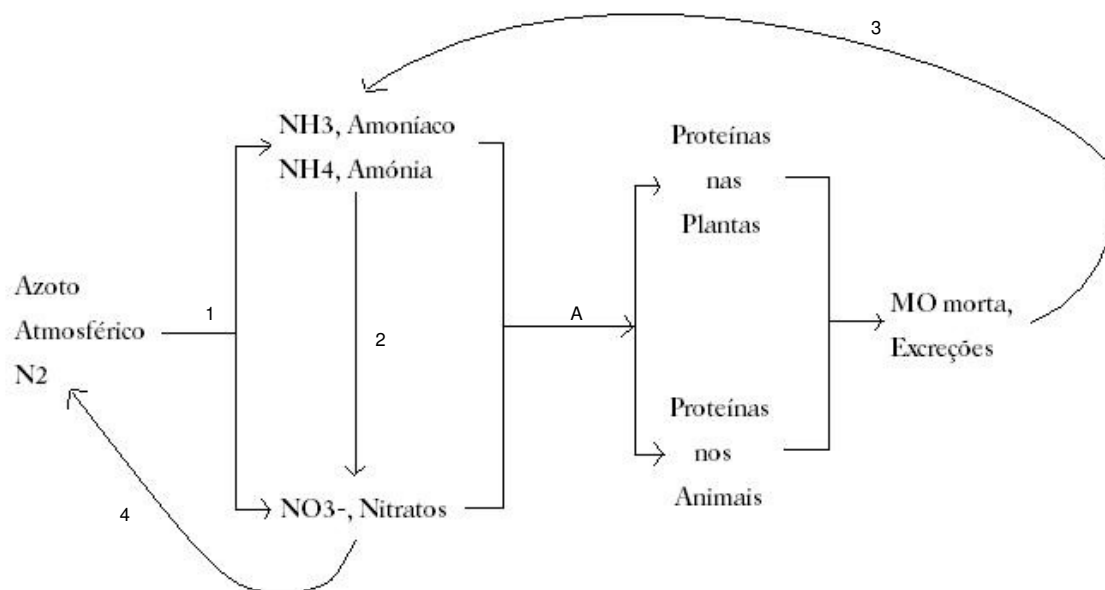 3
NH3, Amoníaco
NH4, Amónia
Proteínas
nas
Plantas
Azoto
Atmosférico
N2
1
2
A
MO morta,
Excreções
Proteínas
nos
Animais
NO3-, Nitratos
4